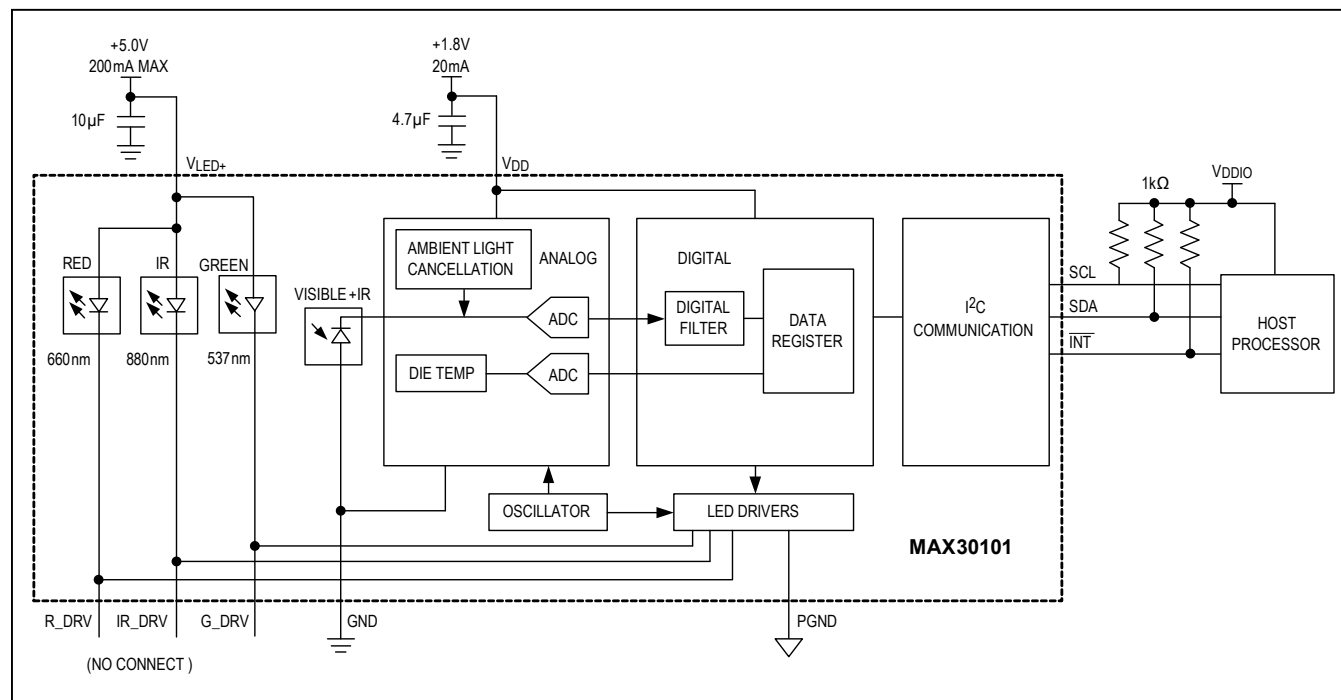 +5.0V
200mA MAX
+1.8V
20mA
10µF
4.7µF
VLED+
VDD
VDDIO
1kΩ
RED
IR
GREEN
VISIBLE+IR
660nm
880nm
537nm
AMBIENT LIGHT
CANCELLATION
ANALOG
ADC
DIE TEMP
ADC
DIGITAL
DIGITAL
FILTER
DATA
REGISTER
I²C
COMMUNICATION
SCL
SDA
INT
HOST
PROCESSOR
OSCILLATOR
LED DRIVERS
MAX30101
R_DRV
IR_DRV
G_DRV
GND
PGND
(NO CONNECT )